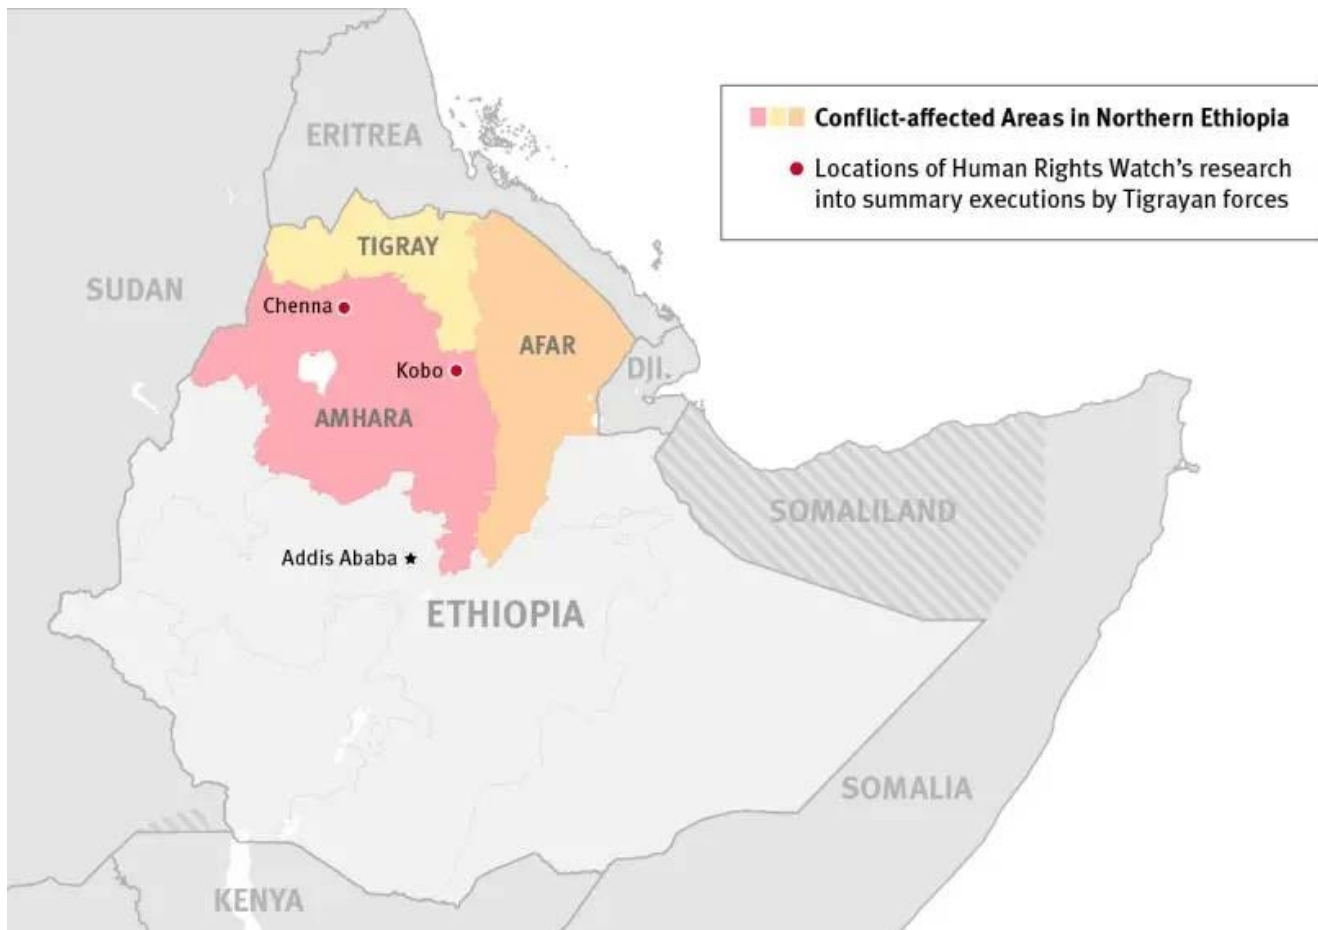 Conflict-affected Areas in Northern Ethiopia
Locations of Human Rights Watch's research
into summary executions by Tigrayan forces
ERITREA
TIGRAY
SUDAN
Chenna
AFAR
Kobo
DJI.
AMHARA
SOMALILAND
Addis Ababa
ETHIOPIA
SOMALIA
KENYA